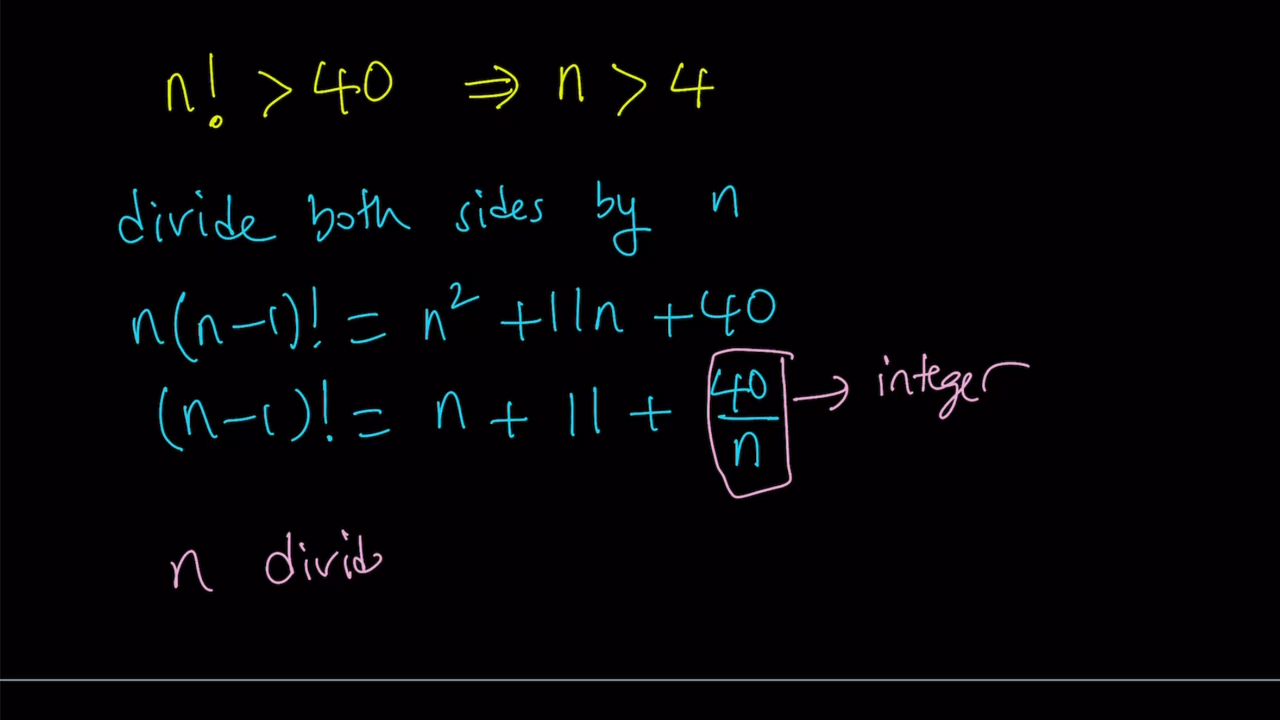 n! > 40 ⇒ n > 4
divide both sides by n
n(n-1)! = n² + 11n + 40
(n-1)! = n + 11 + 40/n → integer
n divid